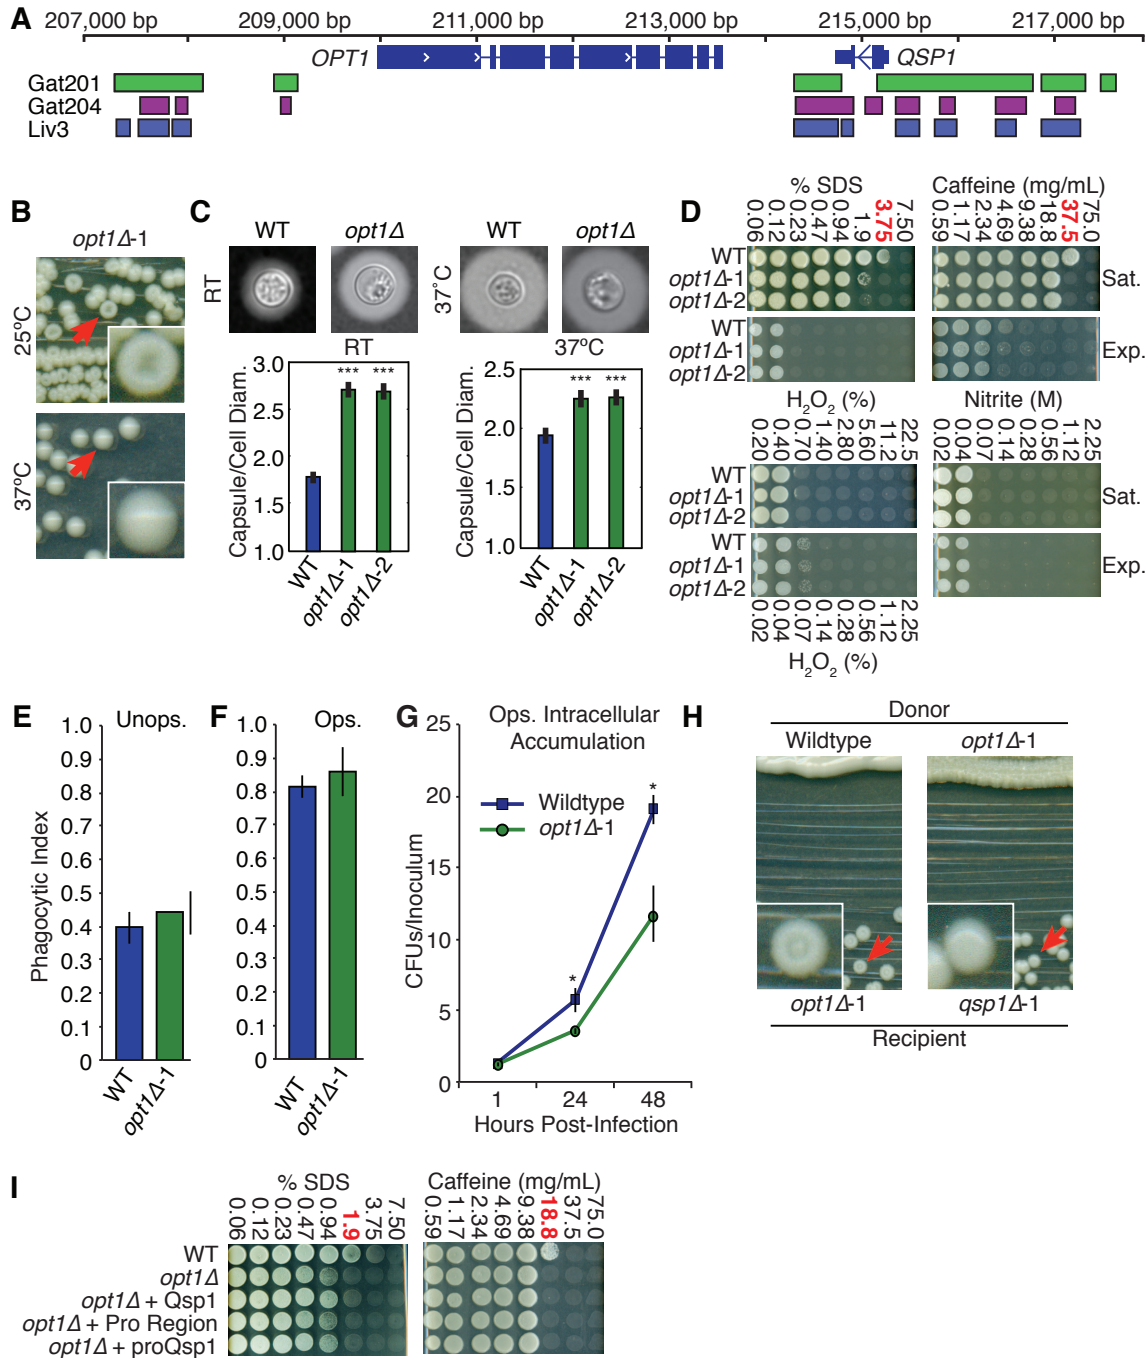 A 207,000 bp 209,000 bp 211,000 bp 213,000 bp 215,000 bp 217,000 bp
OPT1 QSP1
Gat201
Gat204
Liv3
B
opt1Δ-1
25ºC
37ºC
C
WT opt1Δ WT opt1Δ
RT 37˚C
RT
Capsule/Cell Diam.
3.0
2.5
2.0
1.5
1.0
***
***
WT opt1Δ-1 opt1Δ-2
37ºC
Capsule/Cell Diam.
2.5
2.0
1.5
1.0
***
***
WT opt1Δ-1 opt1Δ-2
D
% SDS Caffeine (mg/mL)
0.06 0.12 0.23 0.47 0.94 1.9 3.75 7.50 0.59 1.17 2.34 4.69 9.38 18.8 37.5 75.0
WT
opt1Δ-1 Sat.
opt1Δ-2
WT
opt1Δ-1 Exp.
opt1Δ-2
H2O2 (%) Nitrite (M)
0.20 0.40 0.70 1.40 2.80 5.60 11.2 22.5 0.02 0.04 0.07 0.14 0.28 0.56 1.12 2.25
WT
opt1Δ-1 Sat.
opt1Δ-2
WT
opt1Δ-1 Exp.
opt1Δ-2
0.02 0.04 0.07 0.14 0.28 0.56 1.12 2.25
H2O2 (%)
E
Unops.
Phagocytic Index
1.0
0.9
0.8
0.7
0.6
0.5
0.4
0.3
0.2
0.1
0
WT opt1Δ-1
F
Ops.
1.0
0.9
0.8
0.7
0.6
0.5
0.4
0.3
0.2
0.1
0
WT opt1Δ-1
G
Ops. Intracellular
Accumulation
Wildtype
opt1Δ-1
CFUs/Inoculum
25
20
15
10
5
0
*
*
1 24 48
Hours Post-Infection
H
Donor
Wildtype opt1Δ-1
opt1Δ-1 qsp1Δ-1
Recipient
I
% SDS Caffeine (mg/mL)
0.06 0.12 0.23 0.47 0.94 1.9 3.75 7.50 0.59 1.17 2.34 4.69 9.38 18.8 37.5 75.0
WT
opt1Δ
opt1Δ + Qsp1
opt1Δ + Pro Region
opt1Δ + proQsp1